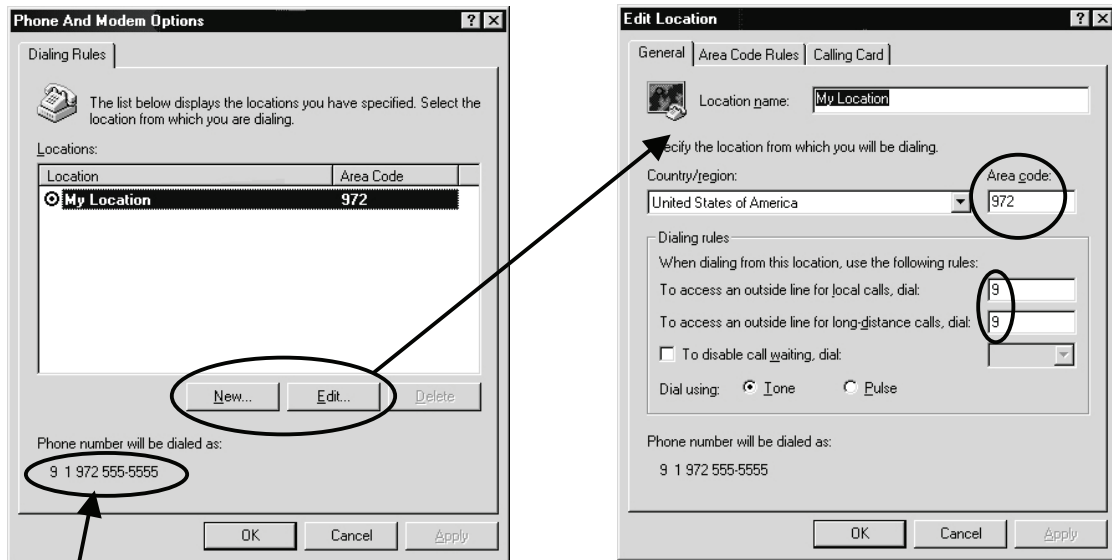 Phone And Modem Options
Dialing Rules
The list below displays the locations you have specified. Select the
location from which you are dialing.
Locations:
Location Area Code
My Location 972
New... Edit... Delete
Phone number will be dialed as:
9 1 972 555-5555
OK Cancel Apply
Edit Location
General Area Code Rules Calling Card
Location name: My Location
ecify the location from which you will be dialing.
Country/region: Area code:
United States of America 972
Dialing rules
When dialing from this location, use the following rules:
To access an outside line for local calls, dial: 9
To access an outside line for long-distance calls, dial: 9
To disable call waiting, dial:
Dial using: Tone Pulse
Phone number will be dialed as:
9 1 972 555-5555
OK Cancel Apply